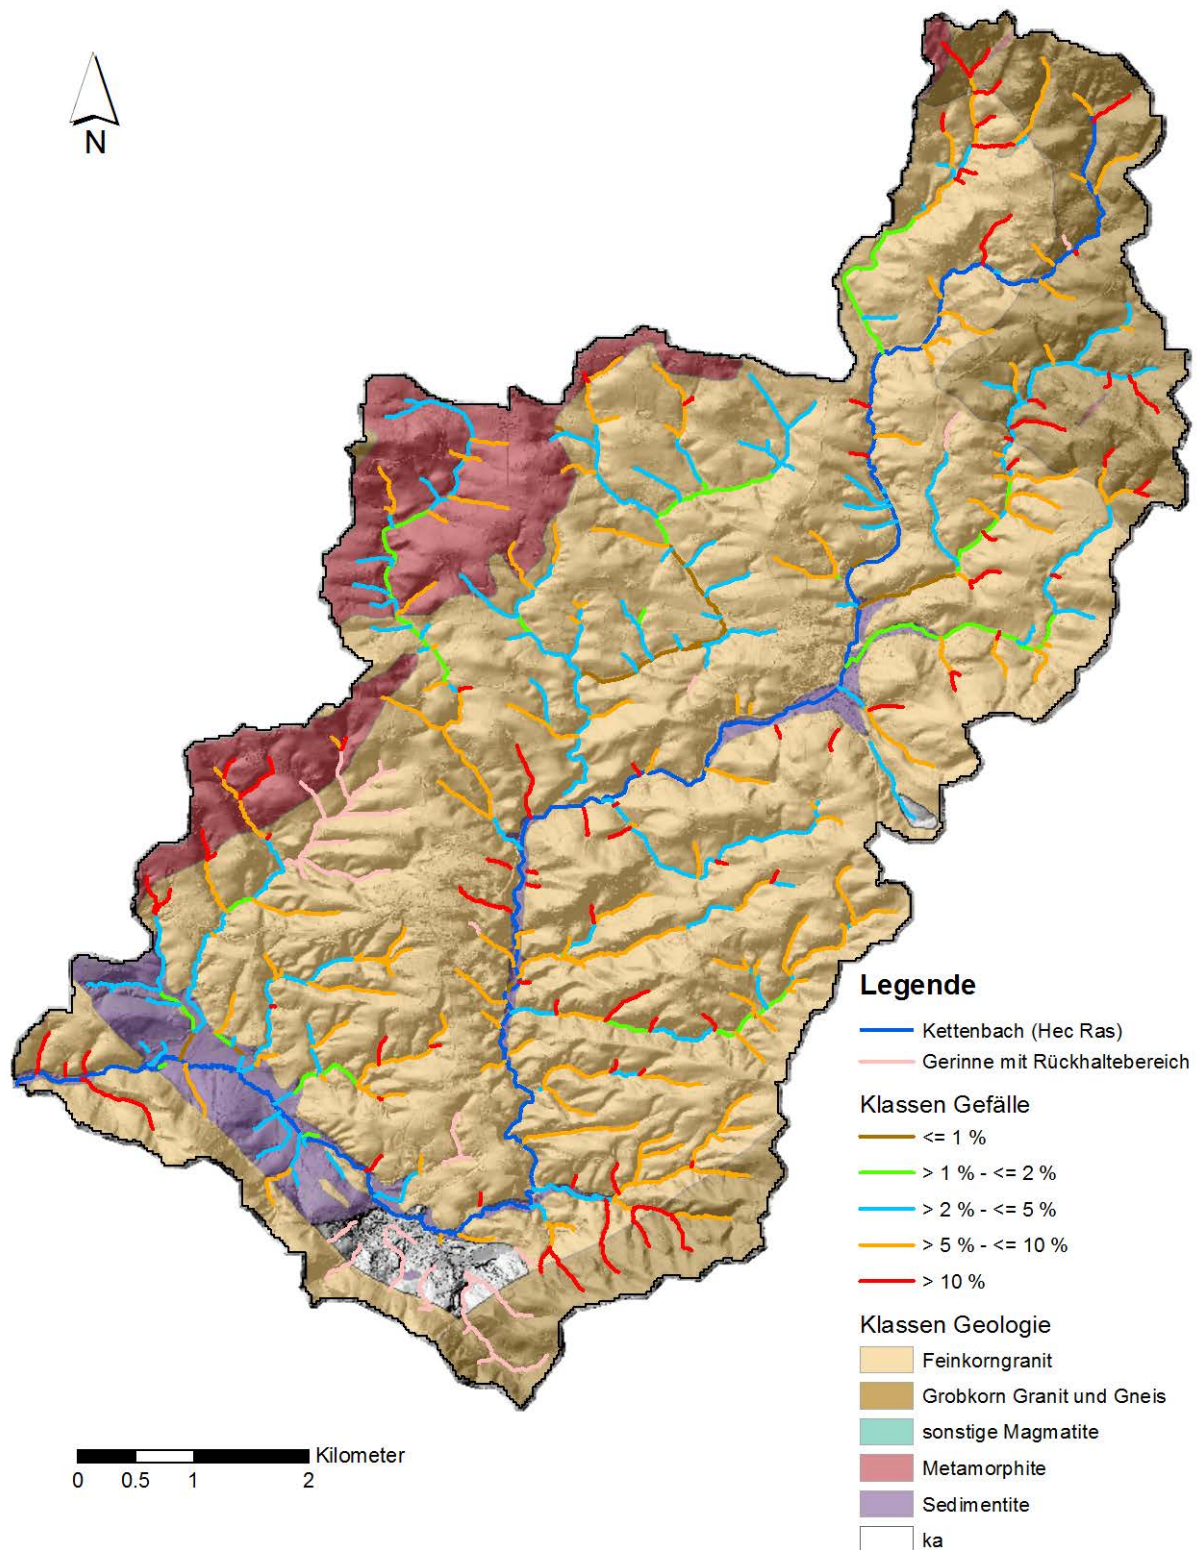 N
Legende
Kettenbach (Hec Ras)
Gerinne mit Rückhaltebereich
Klassen Gefälle
<= 1 %
> 1 % - <= 2 %
> 2 % - <= 5 %
> 5 % - <= 10 %
> 10 %
Klassen Geologie
Feinkorngranit
Grobkorn Granit und Gneis
sonstige Magmatite
Metamorphite
Sedimentite
ka
Kilometer
0 0.5 1 2